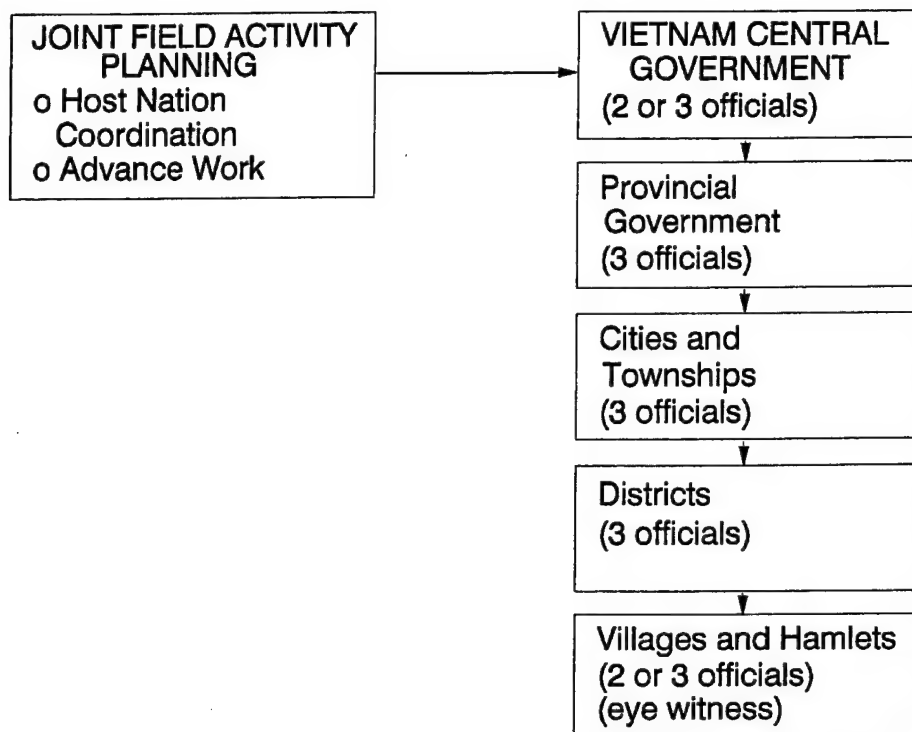 JOINT FIELD ACTIVITY
PLANNING
o Host Nation
Coordination
o Advance Work
VIETNAM CENTRAL
GOVERNMENT
(2 or 3 officials)
Provincial
Government
(3 officials)
Cities and
Townships
(3 officials)
Districts
(3 officials)
Villages and Hamlets
(2 or 3 officials)
(eye witness)